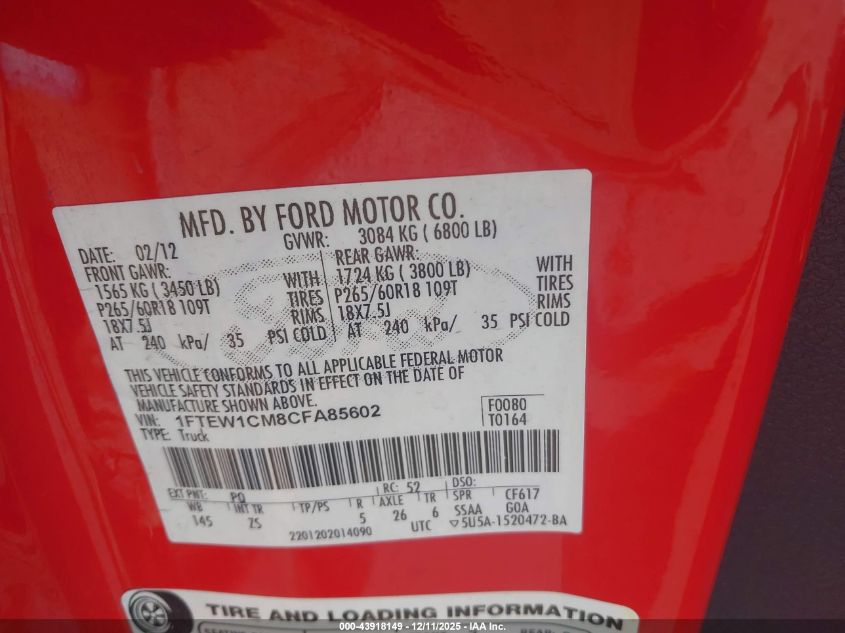 MFD. BY FORD MOTOR CO.
DATE: 02/12 GVWR: 3084 KG ( 6800 LB)
FRONT GAWR: REAR GAWR:
1565 KG ( 3450 LB) WITH 1724 KG ( 3800 LB) WITH
P265/60R18 109T TIRES P265/60R18 109T TIRES
18X7.5J RIMS 18X7.5J RIMS
AT 240 kPa/ 35 PSI COLD AT 240 kPa/ 35 PSI COLD
THIS VEHICLE CONFORMS TO ALL APPLICABLE FEDERAL MOTOR
VEHICLE SAFETY STANDARDS IN EFFECT ON THE DATE OF
MANUFACTURE SHOWN ABOVE.
VIN: 1FTEW1CM8CFA85602 F0080
TYPE: Truck T0164
EXT PNT: PQ RC: 52 DSO:
WB INT TR TP/PS R AXLE TR SPR CF617
145 ZS 5 26 6 SSAA GOA
2201202014090 UTC ▽5U5A-1520472-BA
TIRE AND LOADING INFORMATION
000-43918149 - 12/11/2025 - IAA Inc.